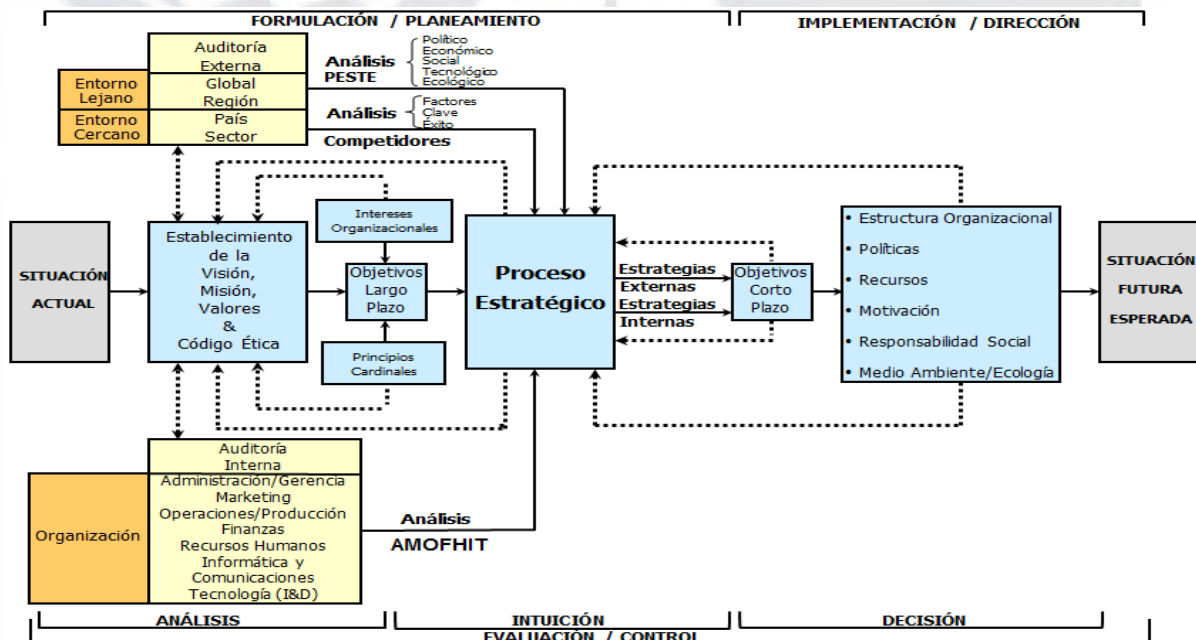 FORMULACIÓN / PLANEAMIENTO
IMPLEMENTACIÓN / DIRECCIÓN
Auditoría
Externa
Entorno
Lejano
Global
Región
Entorno
Cercano
País
Sector
Análisis
PESTE
Político
Económico
Social
Tecnológico
Ecológico
Análisis
Factores
Clave
Éxito
Competidores
SITUACIÓN
ACTUAL
Establecimiento
de la
Visión,
Misión,
Valores
&
Código Ética
Intereses
Organizacionales
Objetivos
Largo
Plazo
Principios
Cardinales
Proceso
Estratégico
Estrategias
Externas
Estrategias
Internas
Objetivos
Corto
Plazo
• Estructura Organizacional
• Políticas
• Recursos
• Motivación
• Responsabilidad Social
• Medio Ambiente/Ecología
SITUACIÓN
FUTURA
ESPERADA
Auditoría
Interna
Organización
Administración/Gerencia
Marketing
Operaciones/Producción
Finanzas
Recursos Humanos
Informática y
Comunicaciones
Tecnología (I&D)
Análisis
AMOFHIT
ANÁLISIS
INTUICIÓN
DECISIÓN
EVALUACIÓN / CONTROL